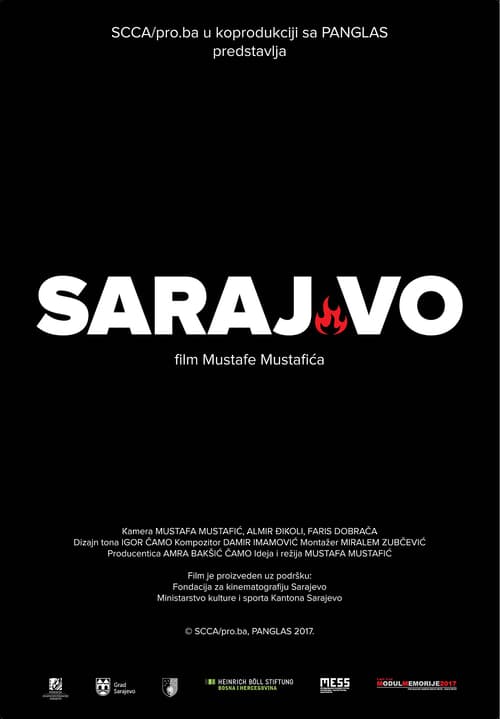 SCCA/pro.ba u koprodukciji sa PANGLAS
predstavlja
SARAJ VO
film Mustafe Mustafića
Kamera MUSTAFA MUSTAFIĆ, ALMIR ĐIKOLI, FARIS DOBRAČA
Dizajn tona IGOR ČAMO Kompozitor DAMIR IMAMOVIĆ Montažer MIRALEM ZUBČEVIĆ
Producentica AMRA BAKŠIĆ ČAMO Ideja i režija MUSTAFA MUSTAFIĆ
Film je proizveden uz podršku:
Fondacija za kinematografiju Sarajevo
Ministarstvo kulture i sporta Kantona Sarajevo
© SCCA/pro.ba, PANGLAS 2017.
Grad
Sarajevo
HEINRICH BÖLL STIFTUNG
BOSNA I HERCEGOVINA
MESS
MODULMEMORIJE2017